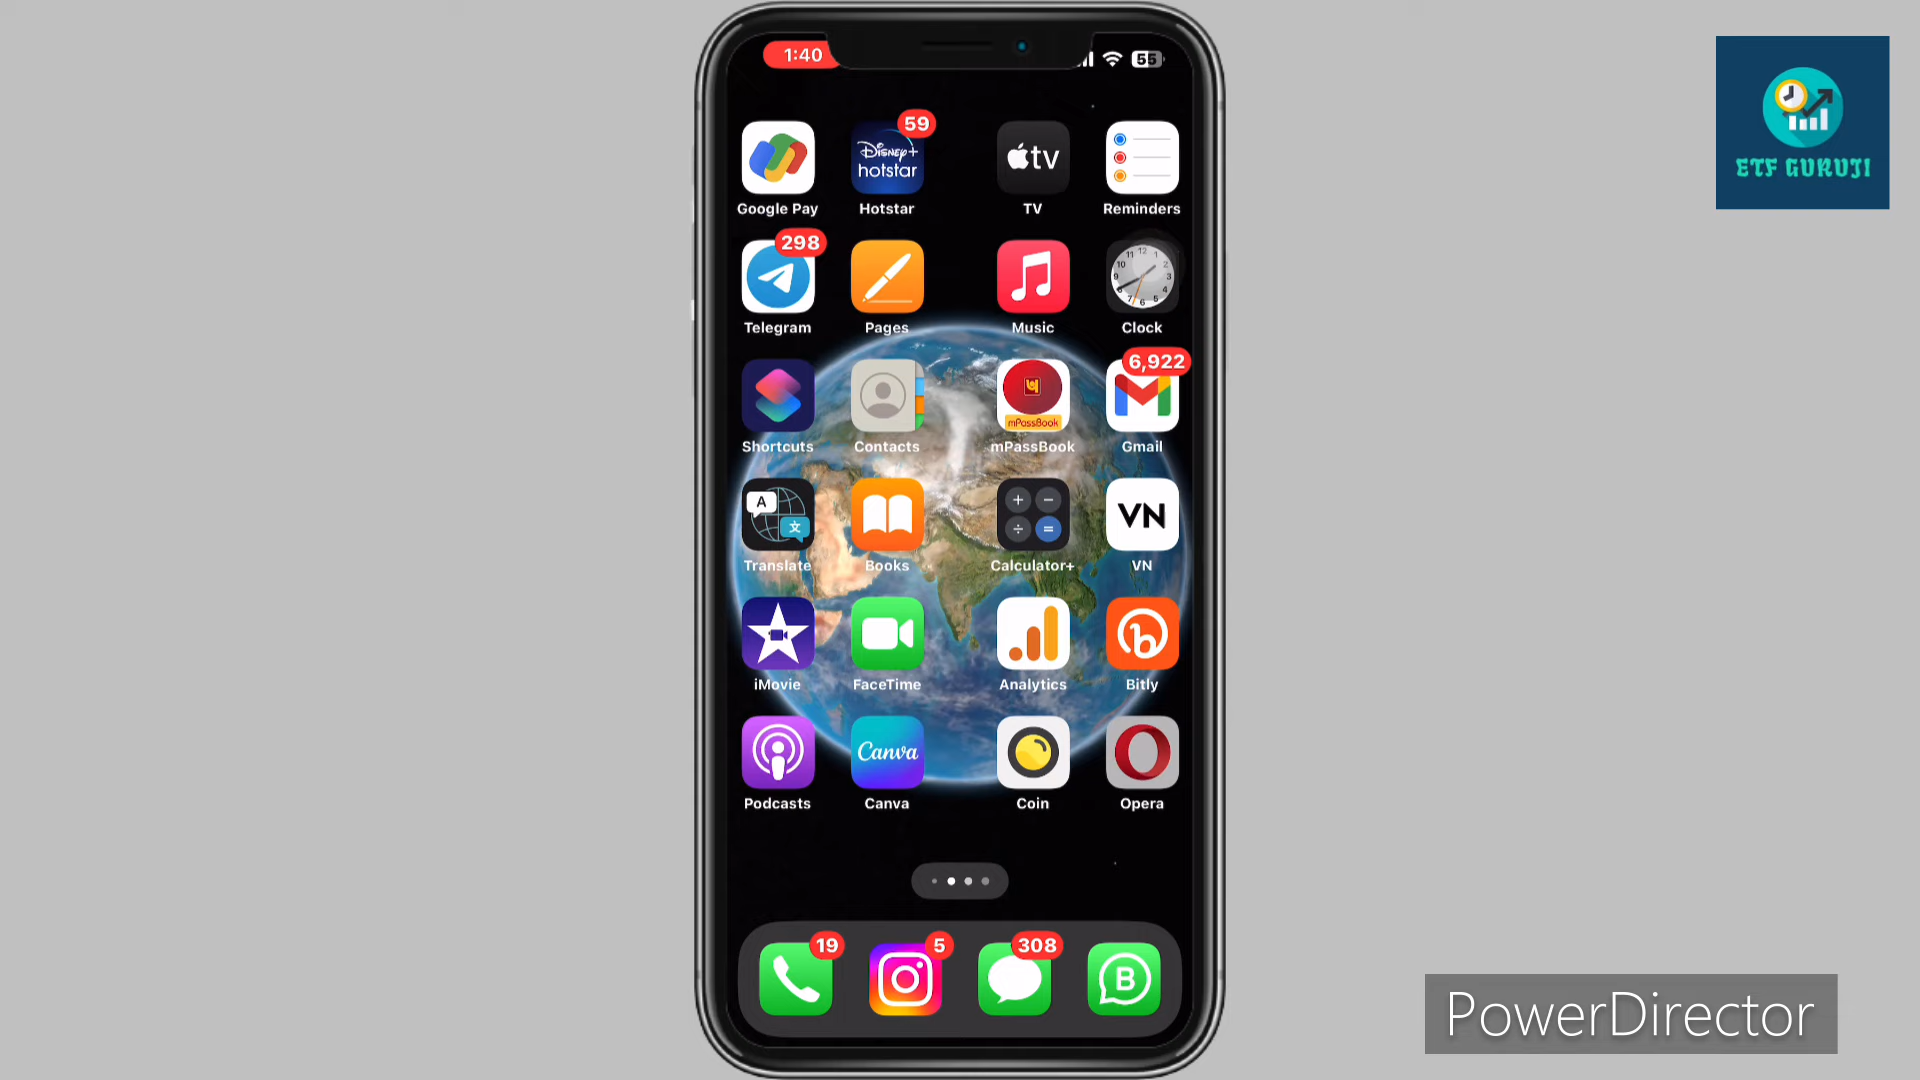 1:40
55
59
Disney+
hotstar
tv
Google Pay
Hotstar
TV
Reminders
298
Telegram
Pages
Music
Clock
6,922
mPassBook
Shortcuts
Contacts
mPassBook
Gmail
A
文
VN
Translate
Books
Calculator+
VN
iMovie
FaceTime
Analytics
Bitly
Canva
Podcasts
Canva
Coin
Opera
19
5
308
B
ETF GURUJI
PowerDirector